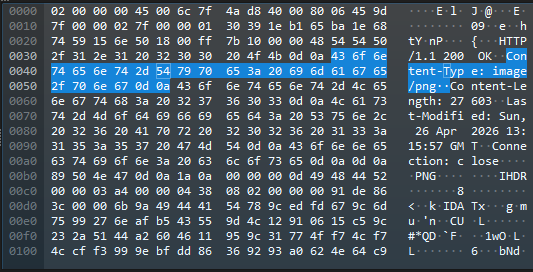 0000 02 00 00 00 45 00 6c 7f 4a d8 40 00 80 06 45 9d ····E·l· J·@···E·
0010 7f 00 00 02 7f 00 00 01 30 39 1e b1 65 ba 1e 68 ········ 09··e··h
0020 74 59 15 6e 50 18 00 ff 7b 10 00 00 48 54 54 50 tY·nP··· {···HTTP
0030 2f 31 2e 31 20 32 30 30 20 4f 4b 0d 0a 43 6f 6e /1.1 200 OK··Con
0040 74 65 6e 74 2d 54 79 70 65 3a 20 69 6d 61 67 65 tent-Typ e: image
0050 2f 70 6e 67 0d 0a 43 6f 6e 74 65 6e 74 2d 4c 65 /png··Co ntent-Le
0060 6e 67 74 68 3a 20 32 37 36 30 33 0d 0a 4c 61 73 ngth: 27 603··Las
0070 74 2d 4d 6f 64 69 66 69 65 64 3a 20 53 75 6e 2c t-Modifi ed: Sun,
0080 20 32 36 20 41 70 72 20 32 30 32 36 20 31 33 3a 26 Apr 2026 13:
0090 31 35 3a 35 37 20 47 4d 54 0d 0a 43 6f 6e 6e 65 15:57 GM T··Conne
00a0 63 74 69 6f 6e 3a 20 63 6c 6f 73 65 0d 0a 0d 0a ction: c lose····
00b0 89 50 4e 47 0d 0a 1a 0a 00 00 00 0d 49 48 44 52 ·PNG···· ····IHDR
00c0 00 00 03 a4 00 00 04 38 08 02 00 00 00 91 de 86 ·······8 ········
00d0 3c 00 00 6b 9a 49 44 41 54 78 9c ed fd 67 9c 6d <··k·IDA Tx···g·m
00e0 75 99 27 6e af b5 43 55 9d 4c 12 91 06 15 c5 9c u·'n··CU ·L······
00f0 23 2a 51 44 a2 60 46 11 95 9c 31 77 4f f7 4c f7 #*QD·`F· ··1wO·L·
0100 4c cf f3 99 9e bf dd 86 36 92 93 a0 62 4e 64 c9 L······· 6···bNd·